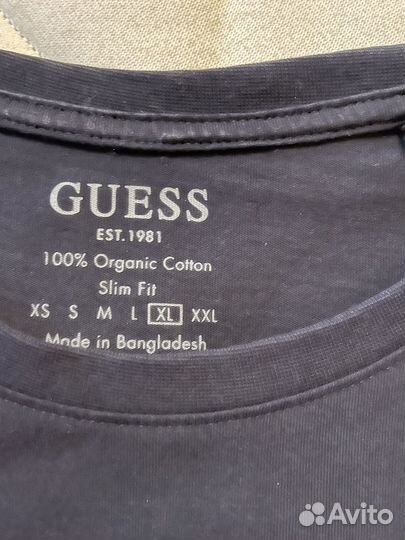 GUESS
EST.1981
100% Organic Cotton
Slim Fit
XS S M L XL XXL
Made in Bangladesh
Avito